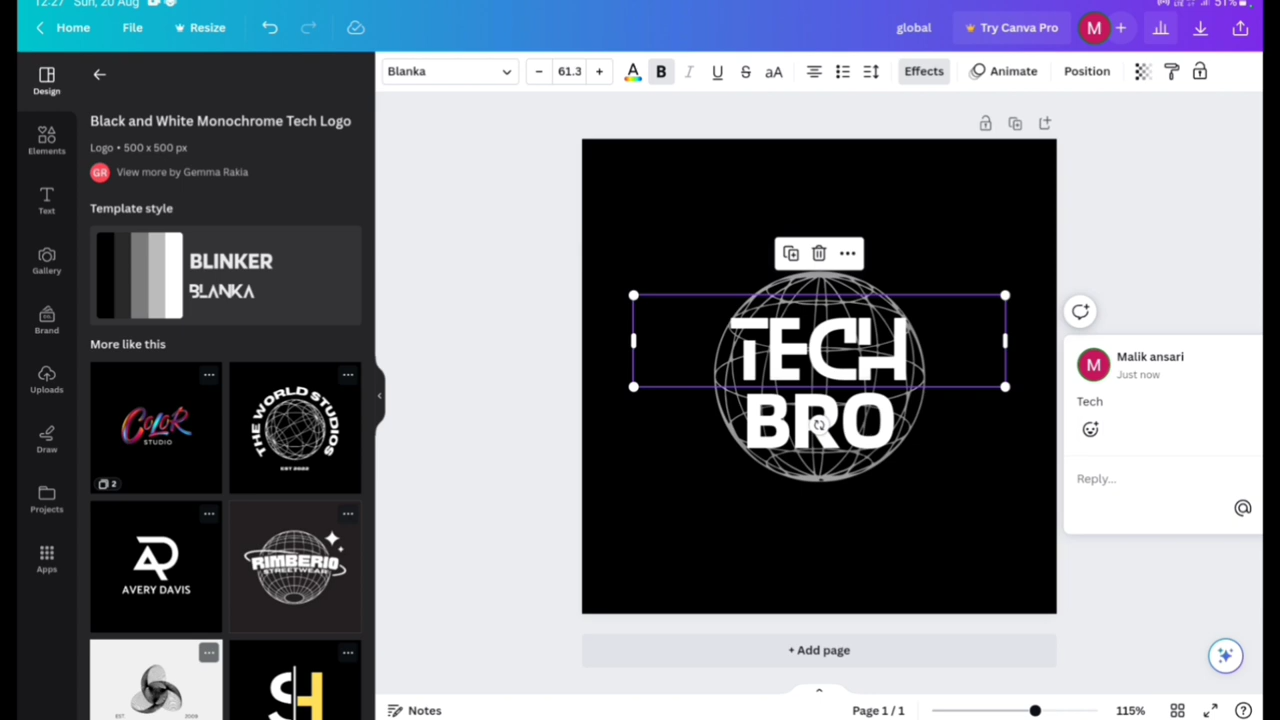 12:27 Sun, 20 Aug
51%
Home
File
Resize
global
Try Canva Pro
M
Design
Elements
Text
Gallery
Brand
Uploads
Draw
Projects
Apps
Black and White Monochrome Tech Logo
Logo • 500 x 500 px
GR
View more by Gemma Rakia
Template style
BLINKER
BLANKA
More like this
COLOR
STUDIO
2
THE WORLD STUDIOS
EST 2022
AVERY DAVIS
RIMBERIO
STREETWEAR
EST
2009
SH
Blanka
– 61.3 +
A B I U S aA
Effects
Animate
Position
TECH
BRO
M
Malik ansari
Just now
Tech
Reply...
@
+ Add page
Notes
Page 1 / 1
115%
?